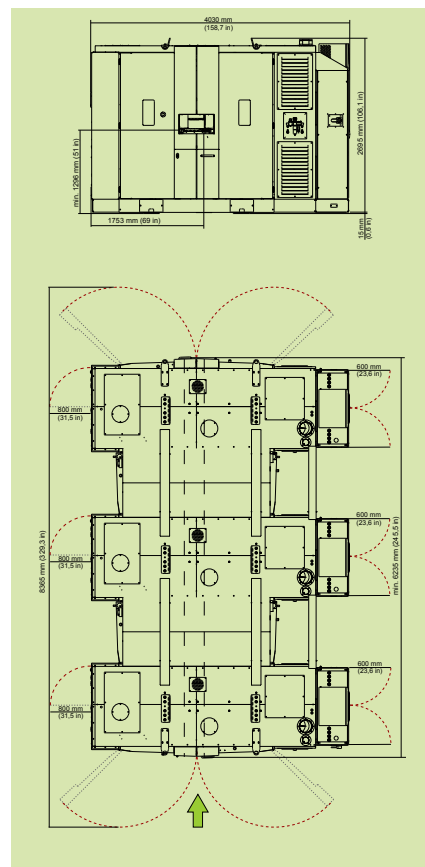 4030 mm
(158,7 in)
min. 1296 mm (51 in)
2695 mm (106,1 in)
1753 mm (69 in)
15 mm
(0,6 in)
600 mm
(23,6 in)
800 mm
(31,5 in)
8365 mm (329,3 in)
min. 6235 mm (245,5 in)
600 mm
(23,6 in)
800 mm
(31,5 in)
600 mm
(23,6 in)
800 mm
(31,5 in)